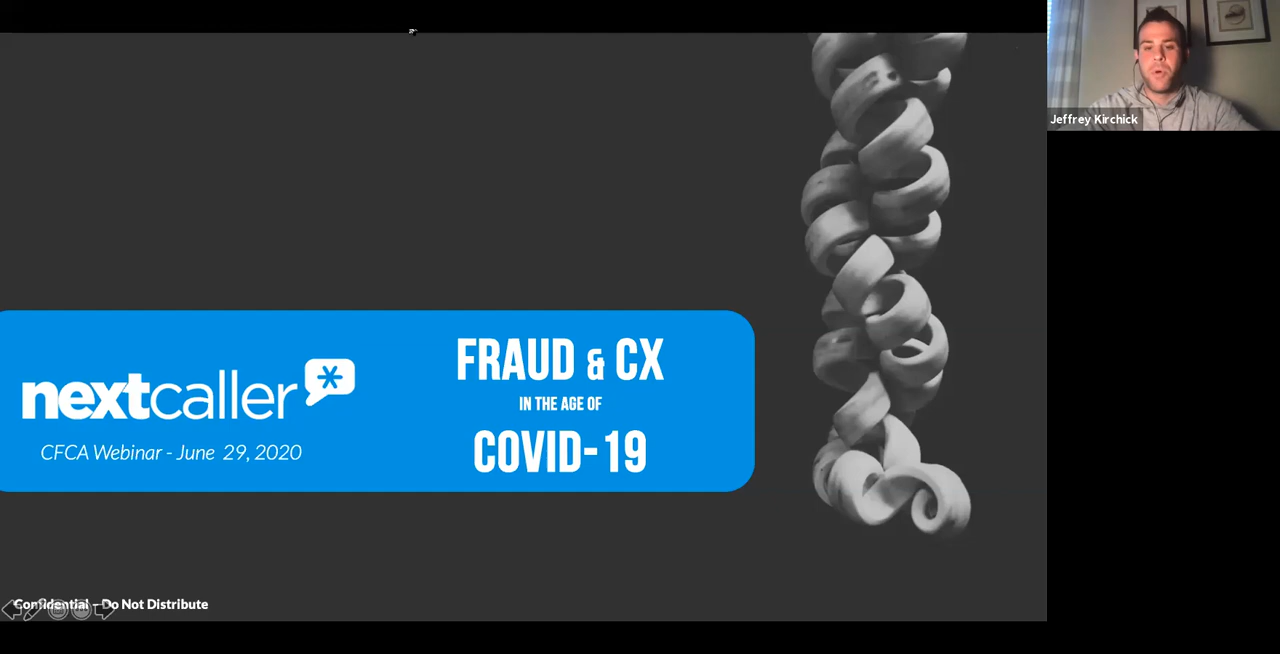 Jeffrey Kirchick
nextcaller
CFCA Webinar - June 29, 2020
FRAUD & CX
IN THE AGE OF
COVID-19
Confidential - Do Not Distribute